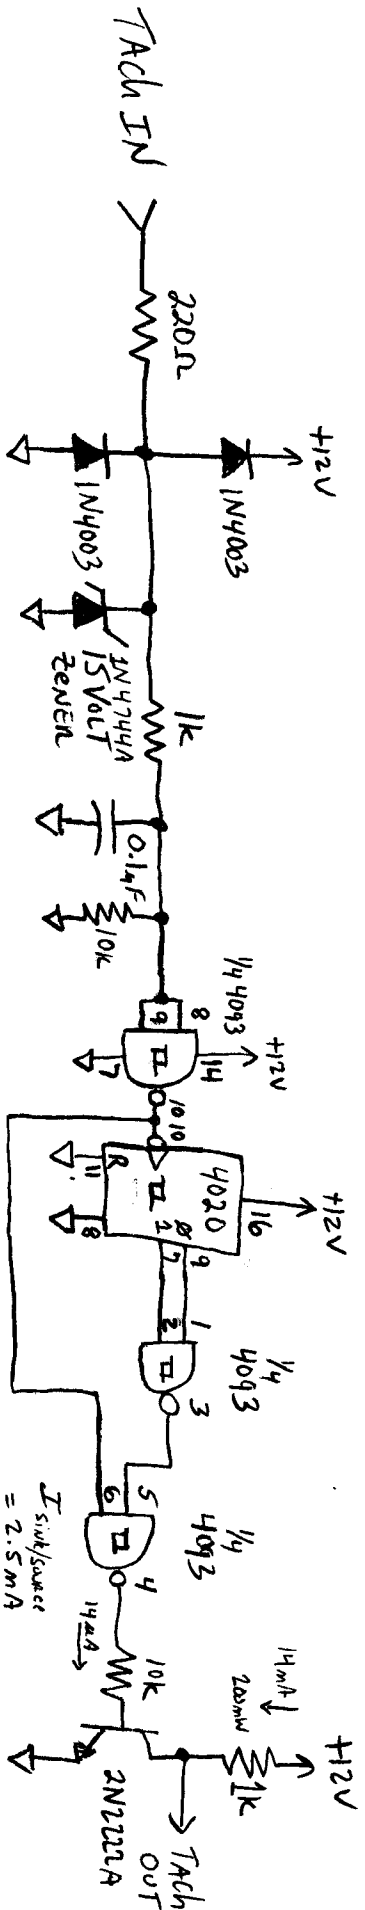 TACH IN
220Ω
+12V
1N4003
1N4003
1N4744A
15 VOLT
ZENER
1k
0.1µF
10k
1/4 4093
8
9
+12V
14
7
10
10
4020
+12V
16
R
11
8
Ø
1
9
7
1/4
4093
1
2
3
1/4
4093
5
6
4
I sink/source
= 2.5mA
10k
14µA
14mA
200mW
+12V
1k
2N2222A
TACH
OUT